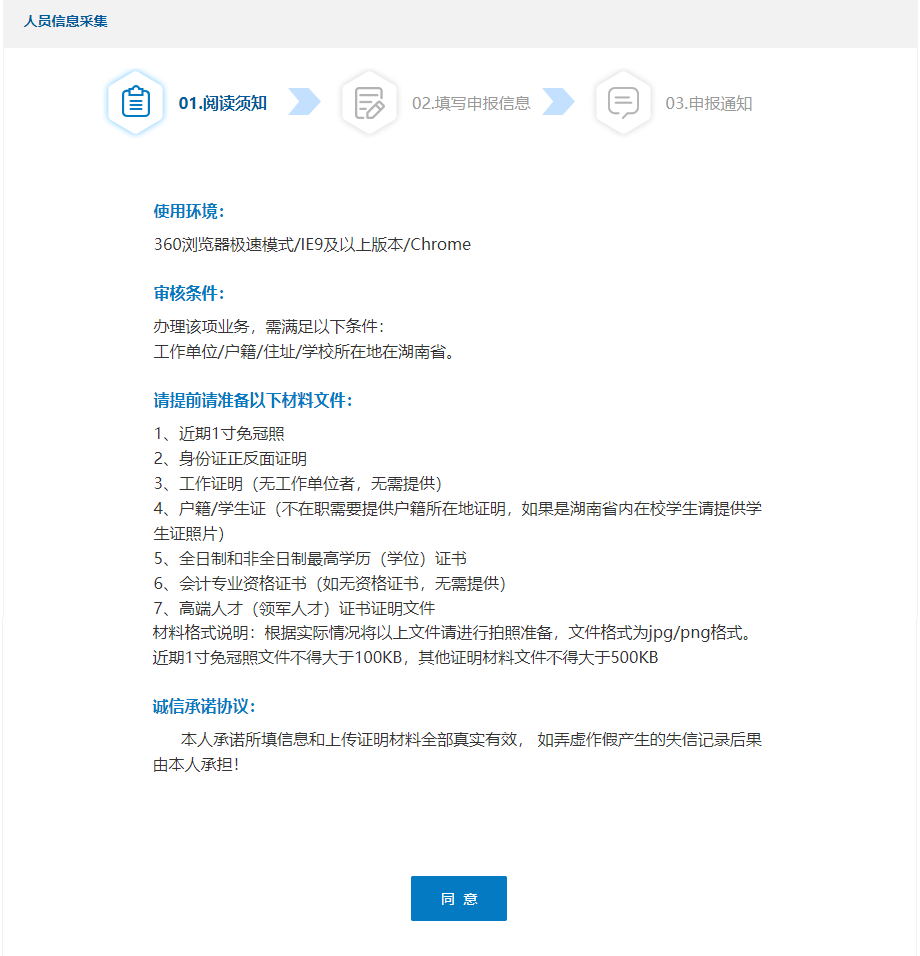 人员信息采集
01.阅读须知
02.填写申报信息
03.申报通知
使用环境：
360浏览器极速模式/IE9及以上版本/Chrome
审核条件：
办理该项业务，需满足以下条件：
工作单位/户籍/住址/学校所在地在湖南省。
请提前请准备以下材料文件：
1、近期1寸免冠照
2、身份证正反面证明
3、工作证明（无工作单位者，无需提供）
4、户籍/学生证（不在职需要提供户籍所在地证明，如果是湖南省内在校学生请提供学
生证照片）
5、全日制和非全日制最高学历（学位）证书
6、会计专业资格证书（如无资格证书，无需提供）
7、高端人才（领军人才）证书证明文件
材料格式说明：根据实际情况将以上文件请进行拍照准备，文件格式为jpg/png格式。
近期1寸免冠照文件不得大于100KB，其他证明材料文件不得大于500KB
诚信承诺协议：
本人承诺所填信息和上传证明材料全部真实有效， 如弄虚作假产生的失信记录后果
由本人承担！
同 意